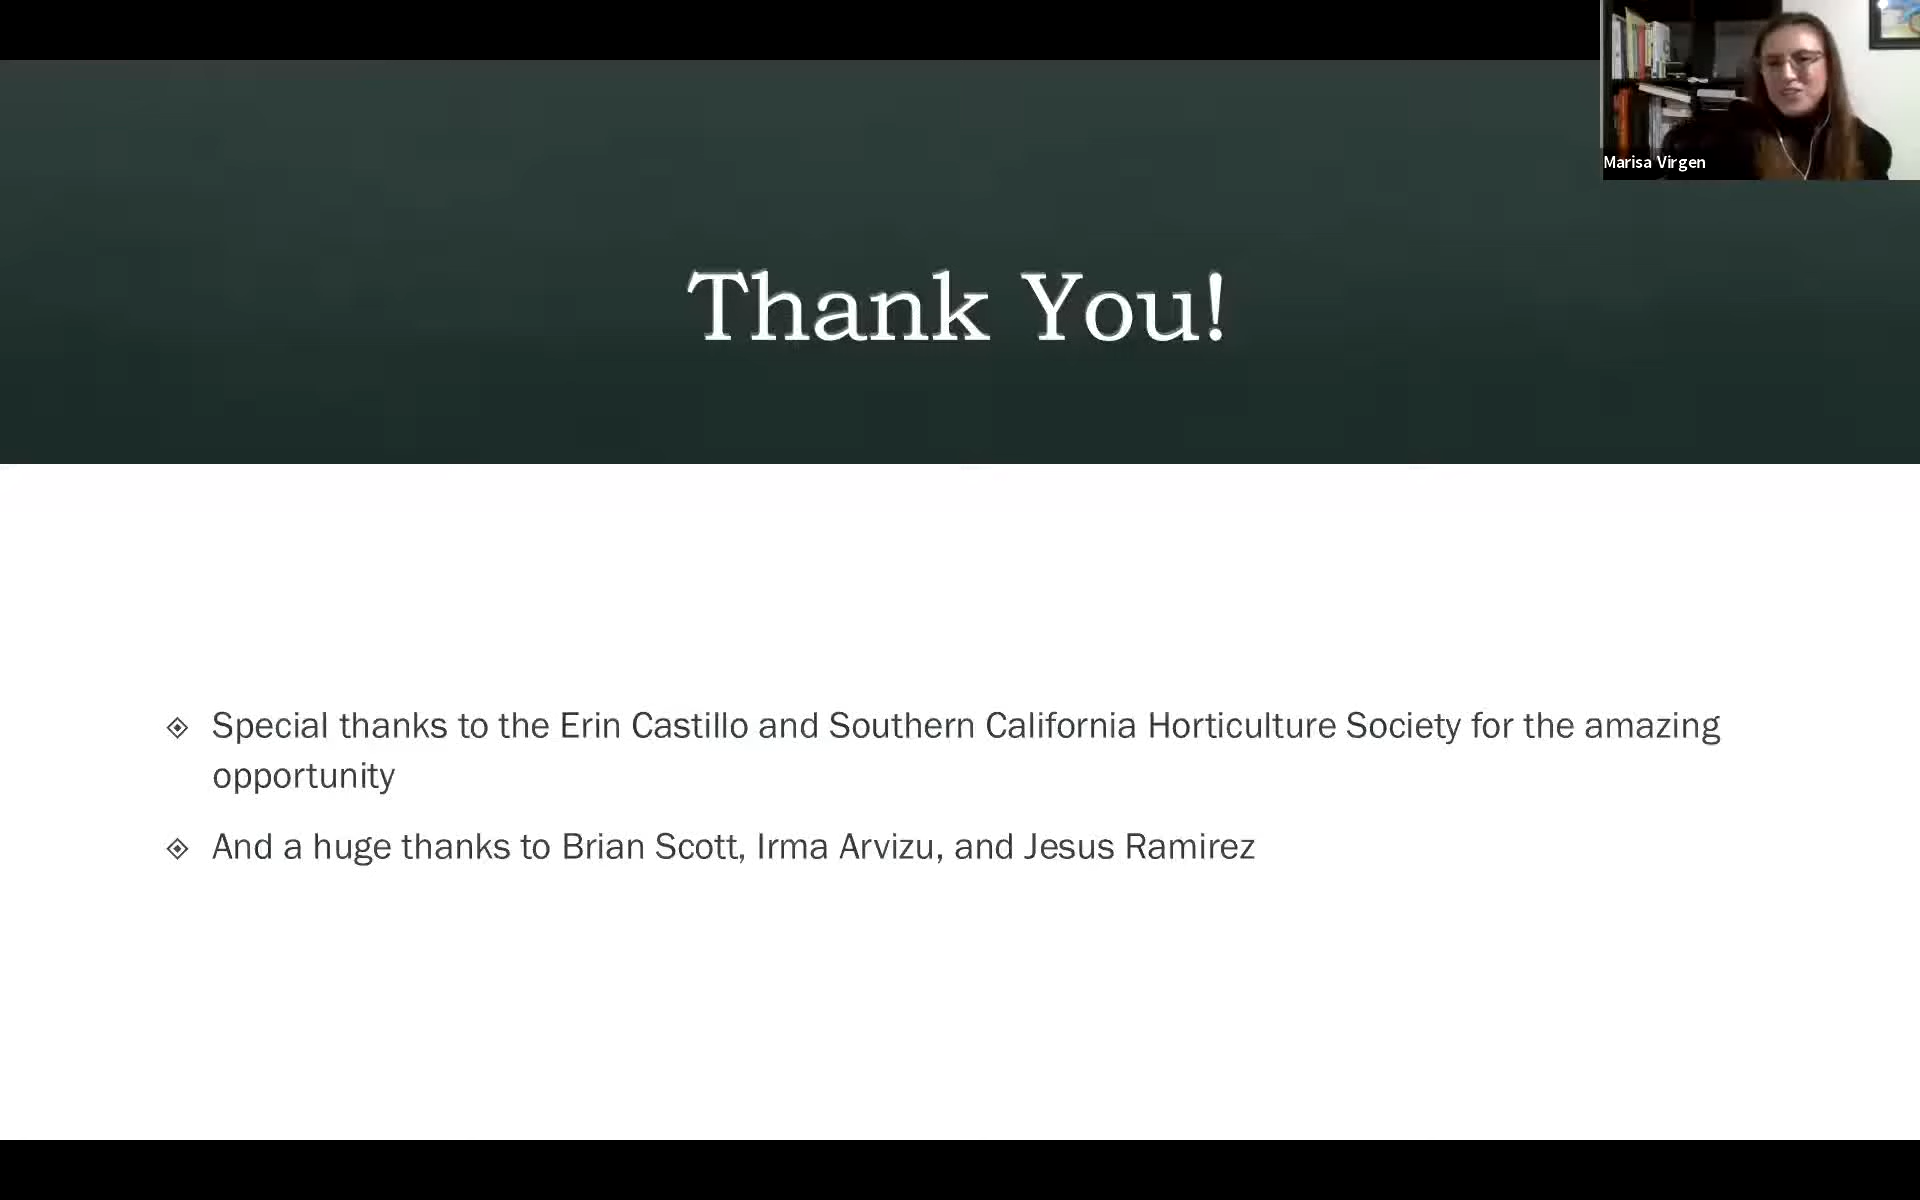 Marisa Virgen
Thank You!
Special thanks to the Erin Castillo and Southern California Horticulture Society for the amazing
opportunity
And a huge thanks to Brian Scott, Irma Arvizu, and Jesus Ramirez